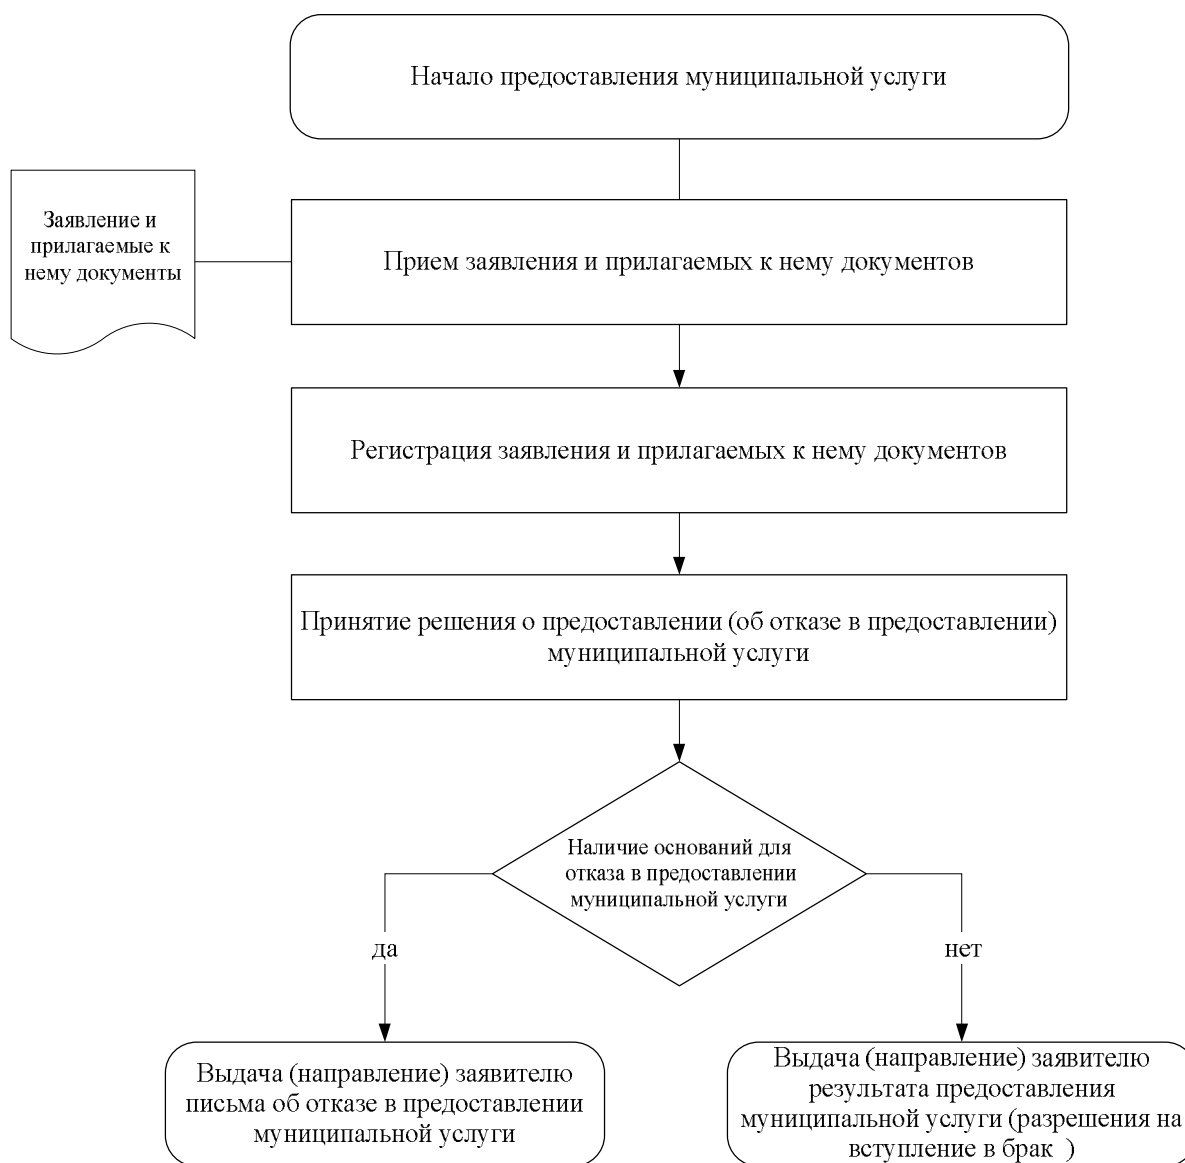 Начало предоставления муниципальной услуги
Заявление и
прилагаемые к
нему документы
Прием заявления и прилагаемых к нему документов
Регистрация заявления и прилагаемых к нему документов
Принятие решения о предоставлении (об отказе в предоставлении)
муниципальной услуги
Наличие оснований для
отказа в предоставлении
муниципальной услуги
да
нет
Выдача (направление) заявителю
письма об отказе в предоставлении
муниципальной услуги
Выдача (направление) заявителю
результата предоставления
муниципальной услуги (разрешения на
вступление в брак )